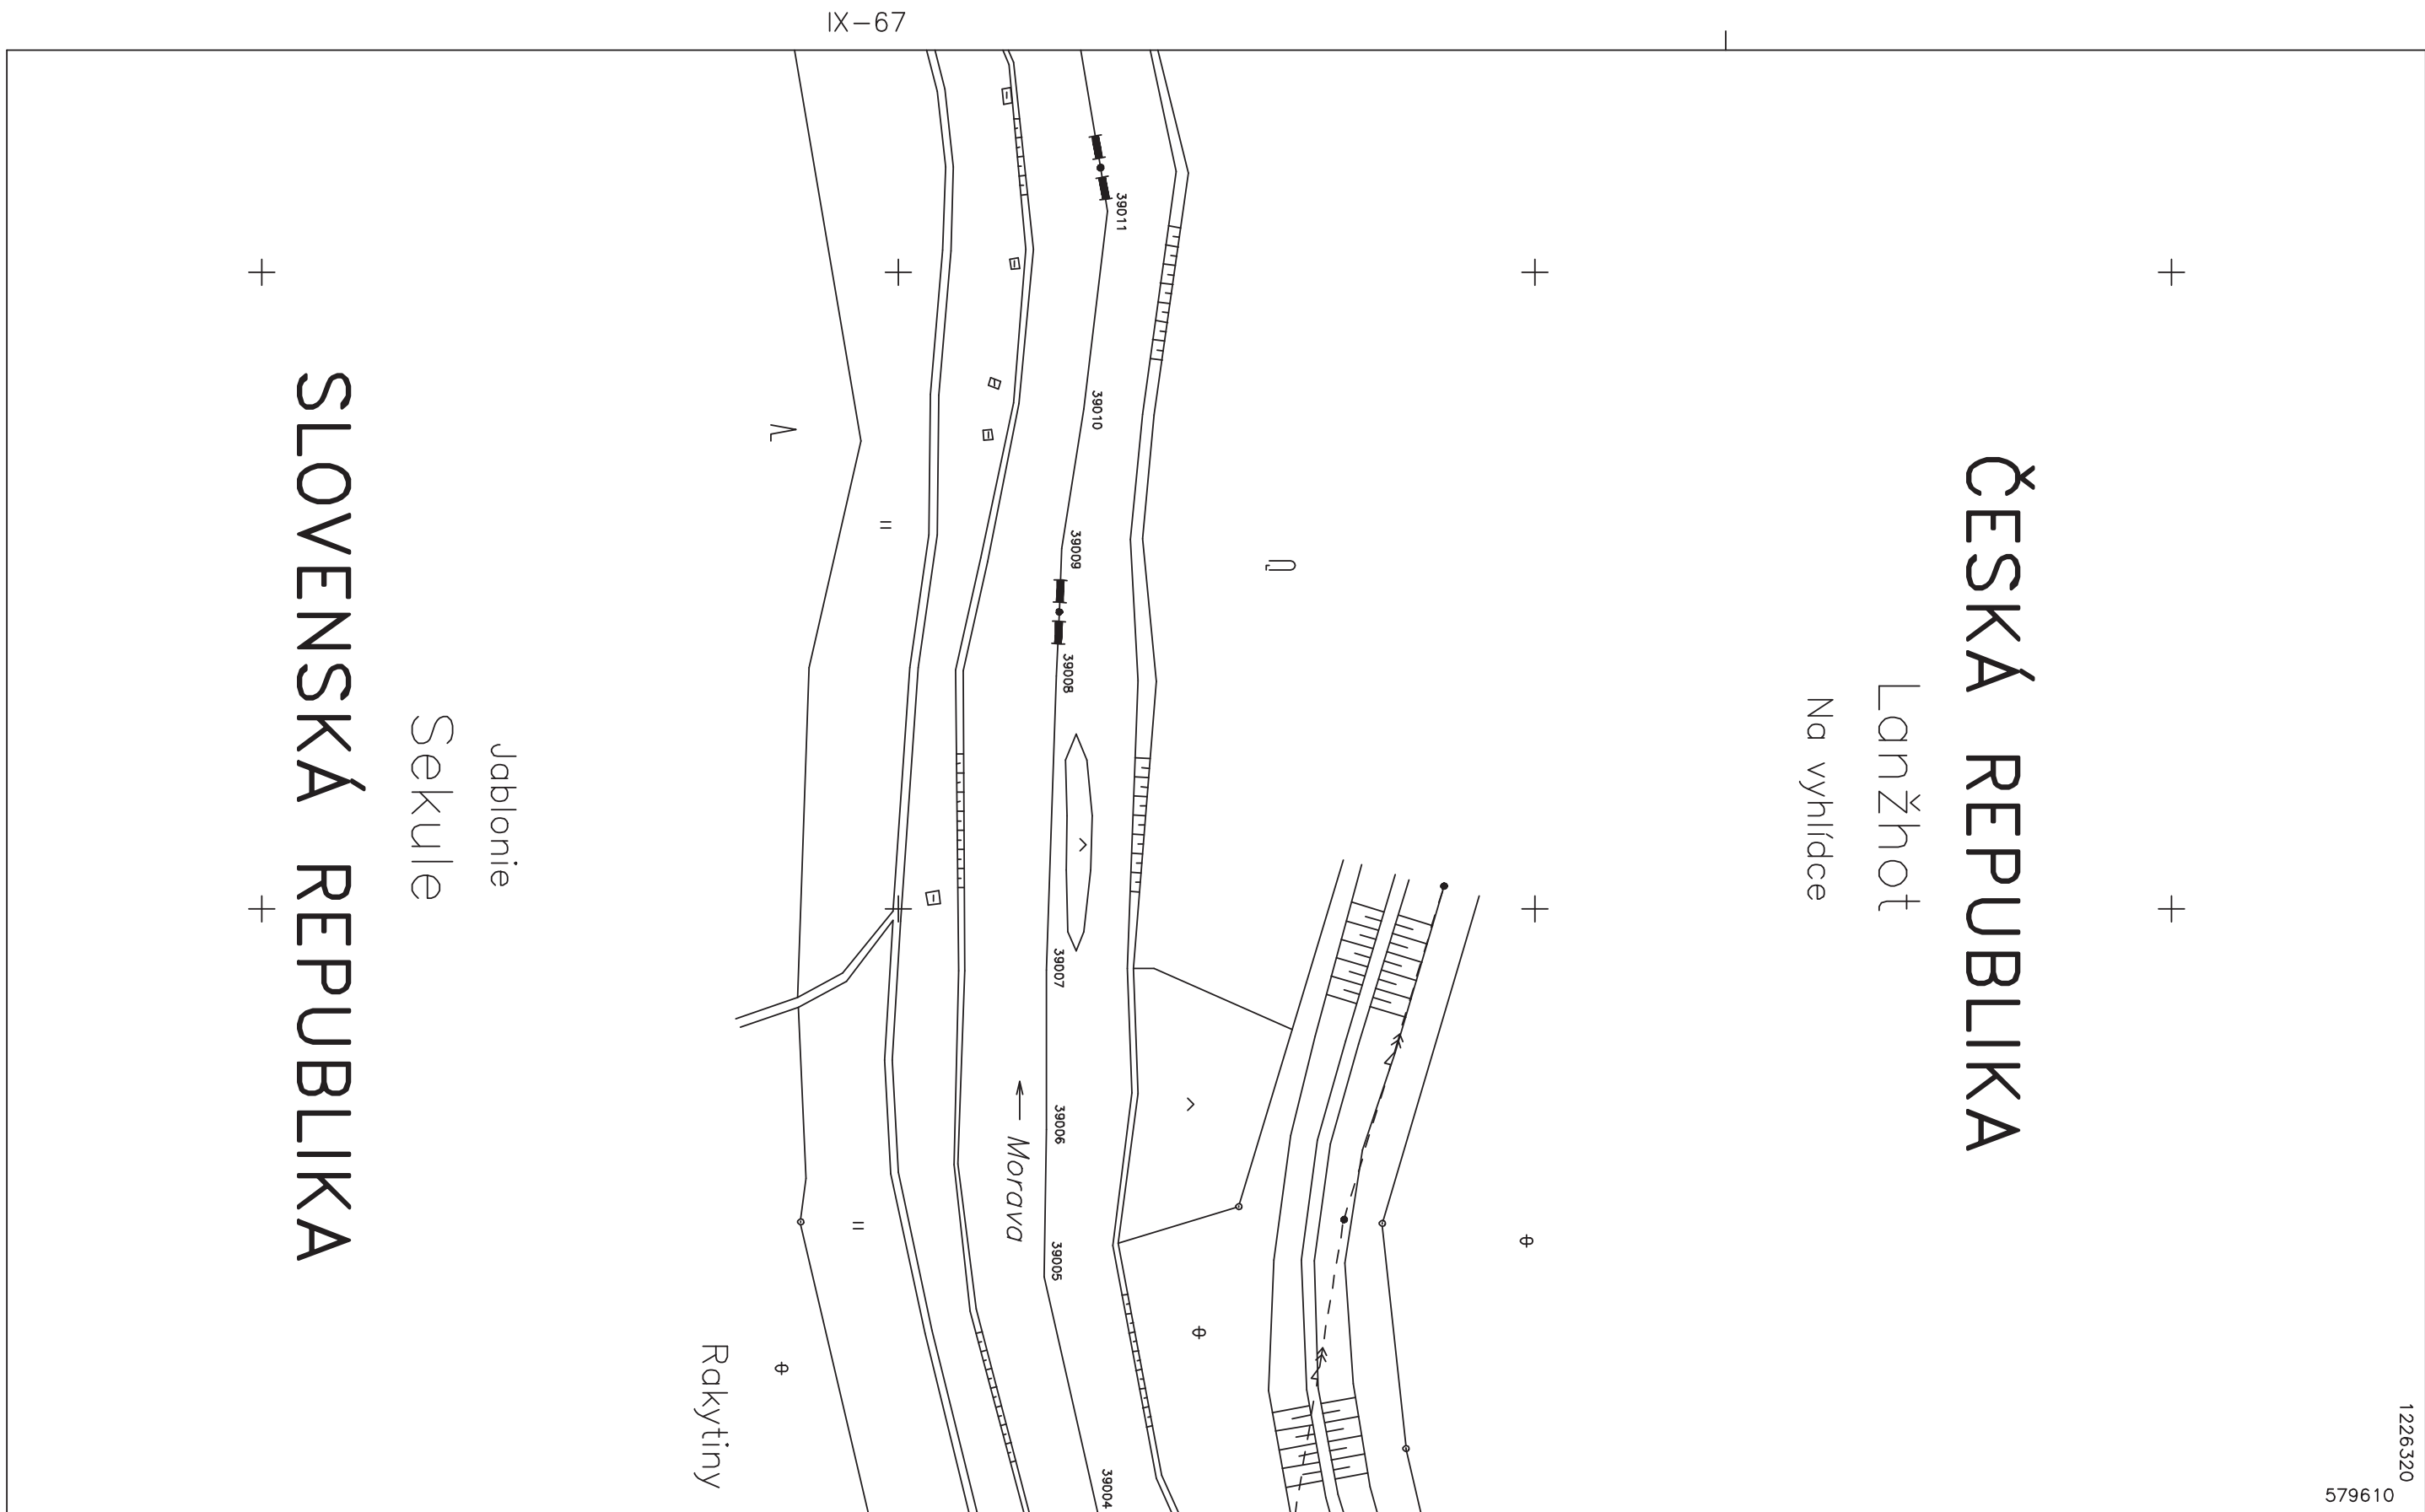 IX-67
ČESKÁ REPUBLIKA
Lanžhot
Na vyhlídce
39011
39010
39009
39008
39007
39006
39005
39004
← Morava
Rakytiny
Jablonie
Sekule
SLOVENSKÁ REPUBLIKA
1226320
579610